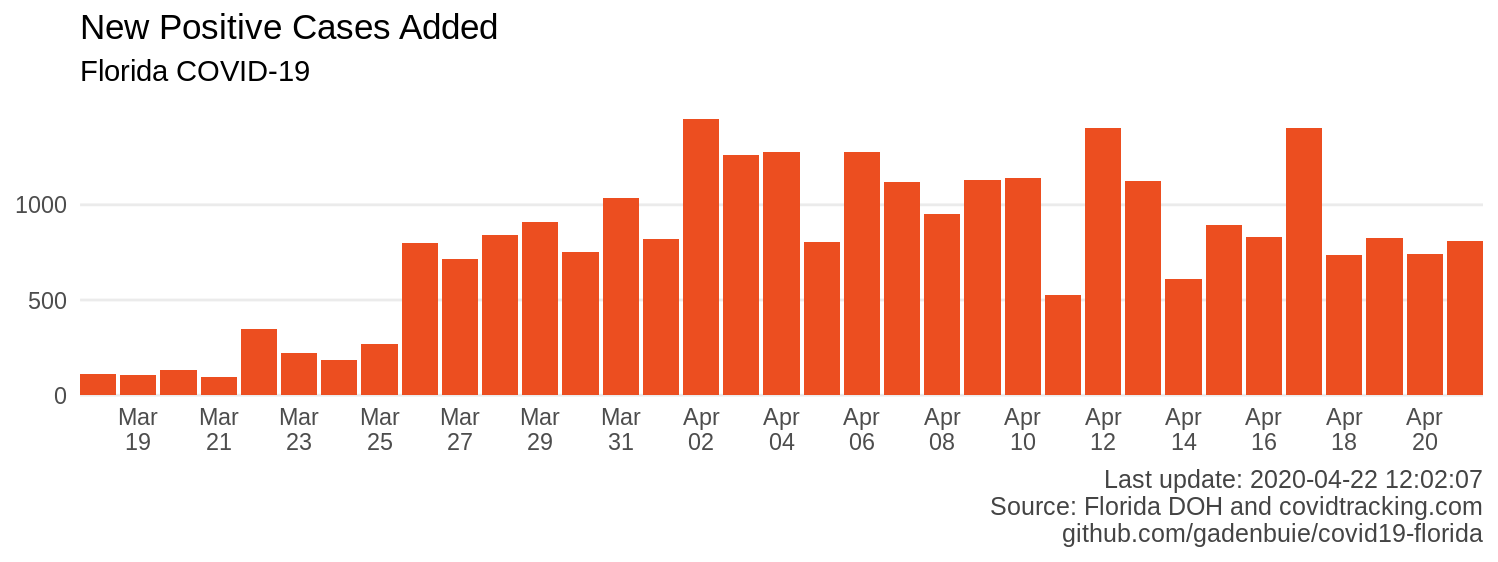 New Positive Cases Added
Florida COVID-19
1000
500
0
Mar Mar Mar Mar Mar Mar Mar Apr Apr Apr Apr Apr Apr Apr Apr Apr Apr
19 21 23 25 27 29 31 02 04 06 08 10 12 14 16 18 20
Last update: 2020-04-22 12:02:07
Source: Florida DOH and covidtracking.com
github.com/gadenbuie/covid19-florida